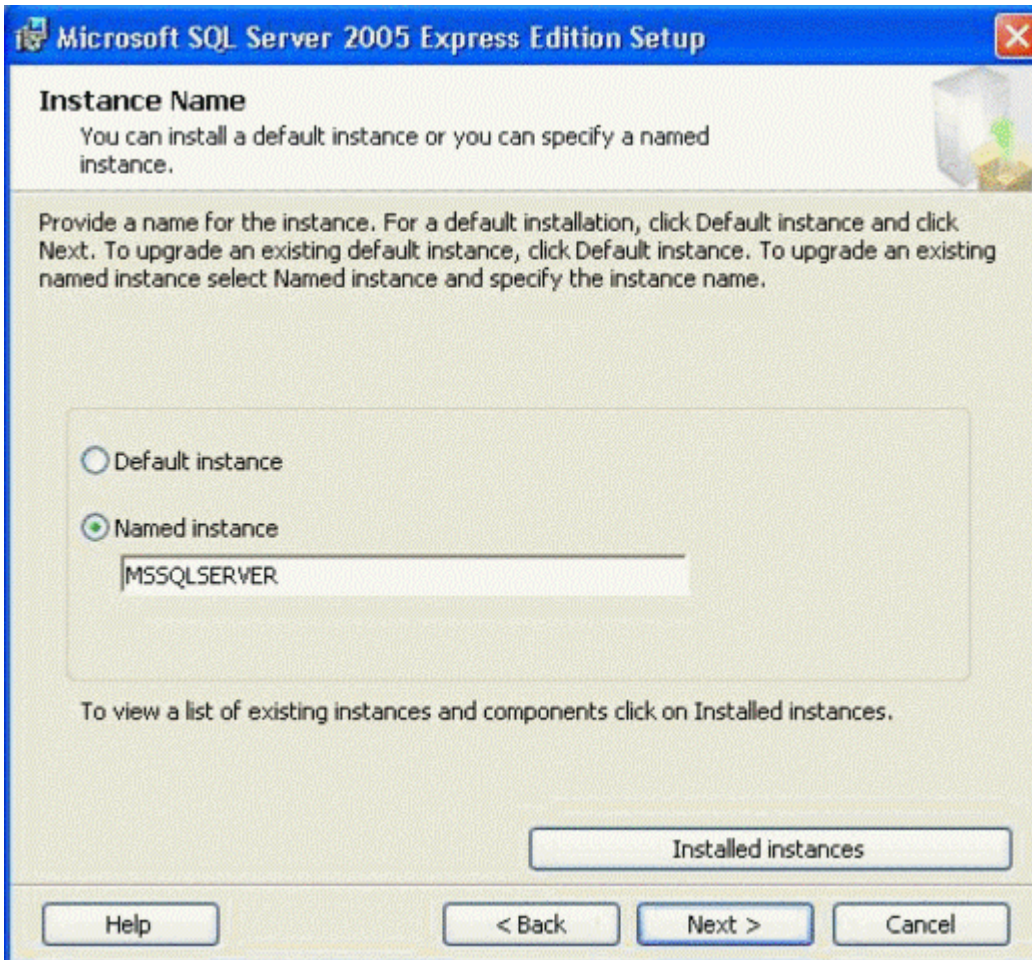 Microsoft SQL Server 2005 Express Edition Setup
Instance Name
You can install a default instance or you can specify a named
instance.
Provide a name for the instance. For a default installation, click Default instance and click
Next. To upgrade an existing default instance, click Default instance. To upgrade an existing
named instance select Named instance and specify the instance name.
Default instance
Named instance
MSSQLSERVER
To view a list of existing instances and components click on Installed instances.
Installed instances
Help
< Back
Next >
Cancel